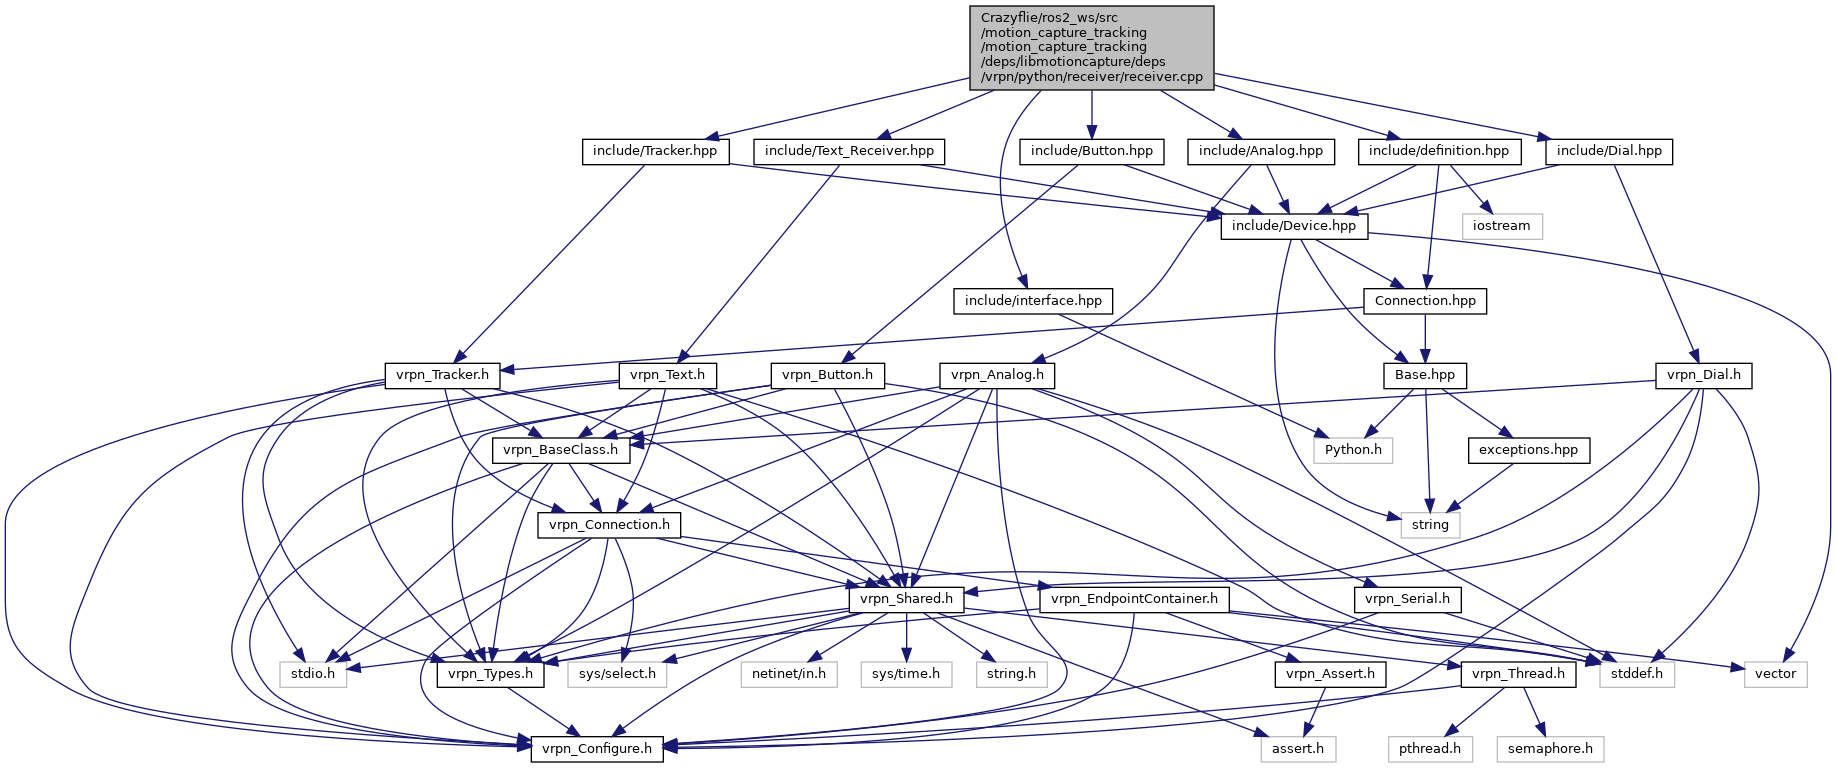 Crazyflie/ros2_ws/src
/motion_capture_tracking
/motion_capture_tracking
/deps/libmotioncapture/deps
/vrpn/python/receiver/receiver.cpp
include/Tracker.hpp
include/Text_Receiver.hpp
include/Button.hpp
include/Analog.hpp
include/definition.hpp
include/Dial.hpp
include/Device.hpp
iostream
include/interface.hpp
Connection.hpp
vrpn_Tracker.h
vrpn_Text.h
vrpn_Button.h
vrpn_Analog.h
Base.hpp
vrpn_Dial.h
vrpn_BaseClass.h
Python.h
exceptions.hpp
vrpn_Connection.h
string
vrpn_Shared.h
vrpn_EndpointContainer.h
vrpn_Serial.h
stdio.h
vrpn_Types.h
sys/select.h
netinet/in.h
sys/time.h
string.h
vrpn_Assert.h
vrpn_Thread.h
stddef.h
vector
vrpn_Configure.h
assert.h
pthread.h
semaphore.h